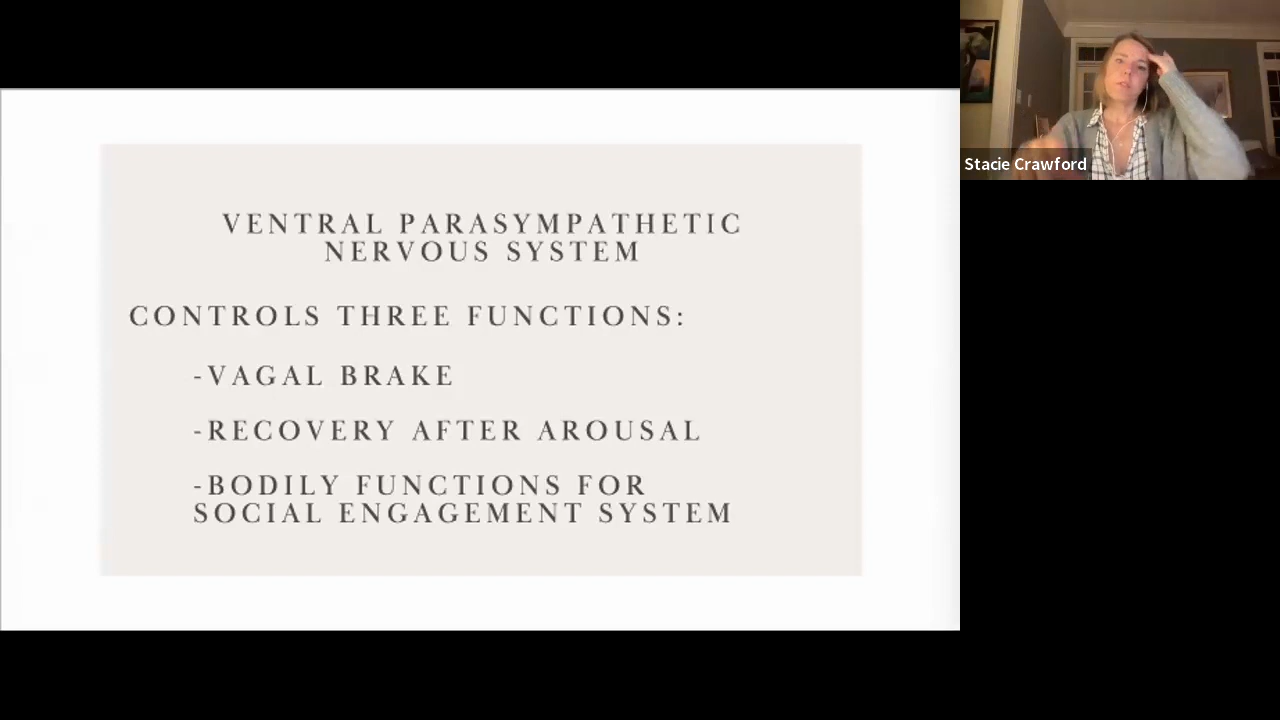 VENTRAL PARASYMPATHETIC
NERVOUS SYSTEM
CONTROLS THREE FUNCTIONS:
-VAGAL BRAKE
-RECOVERY AFTER AROUSAL
-BODILY FUNCTIONS FOR
SOCIAL ENGAGEMENT SYSTEM
Stacie Crawford